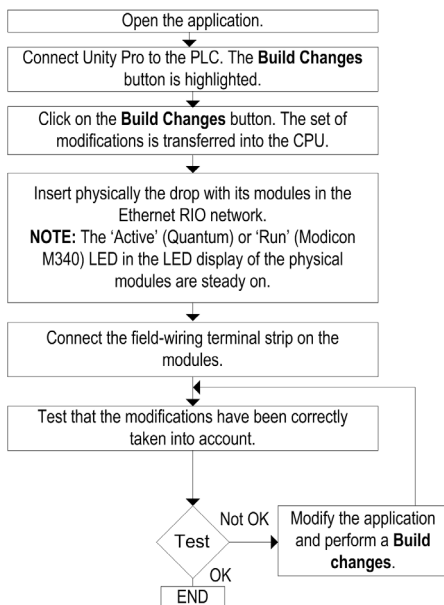 Open the application.
Connect Unity Pro to the PLC. The Build Changes
button is highlighted.
Click on the Build Changes button. The set of
modifications is transferred into the CPU.
Insert physically the drop with its modules in the
Ethernet RIO network.
NOTE: The ‘Active’ (Quantum) or ‘Run’ (Modicon
M340) LED in the LED display of the physical
modules are steady on.
Connect the field-wiring terminal strip on the
modules.
Test that the modifications have been correctly
taken into account.
Test
Not OK
Modify the application
and perform a Build
changes.
OK
END